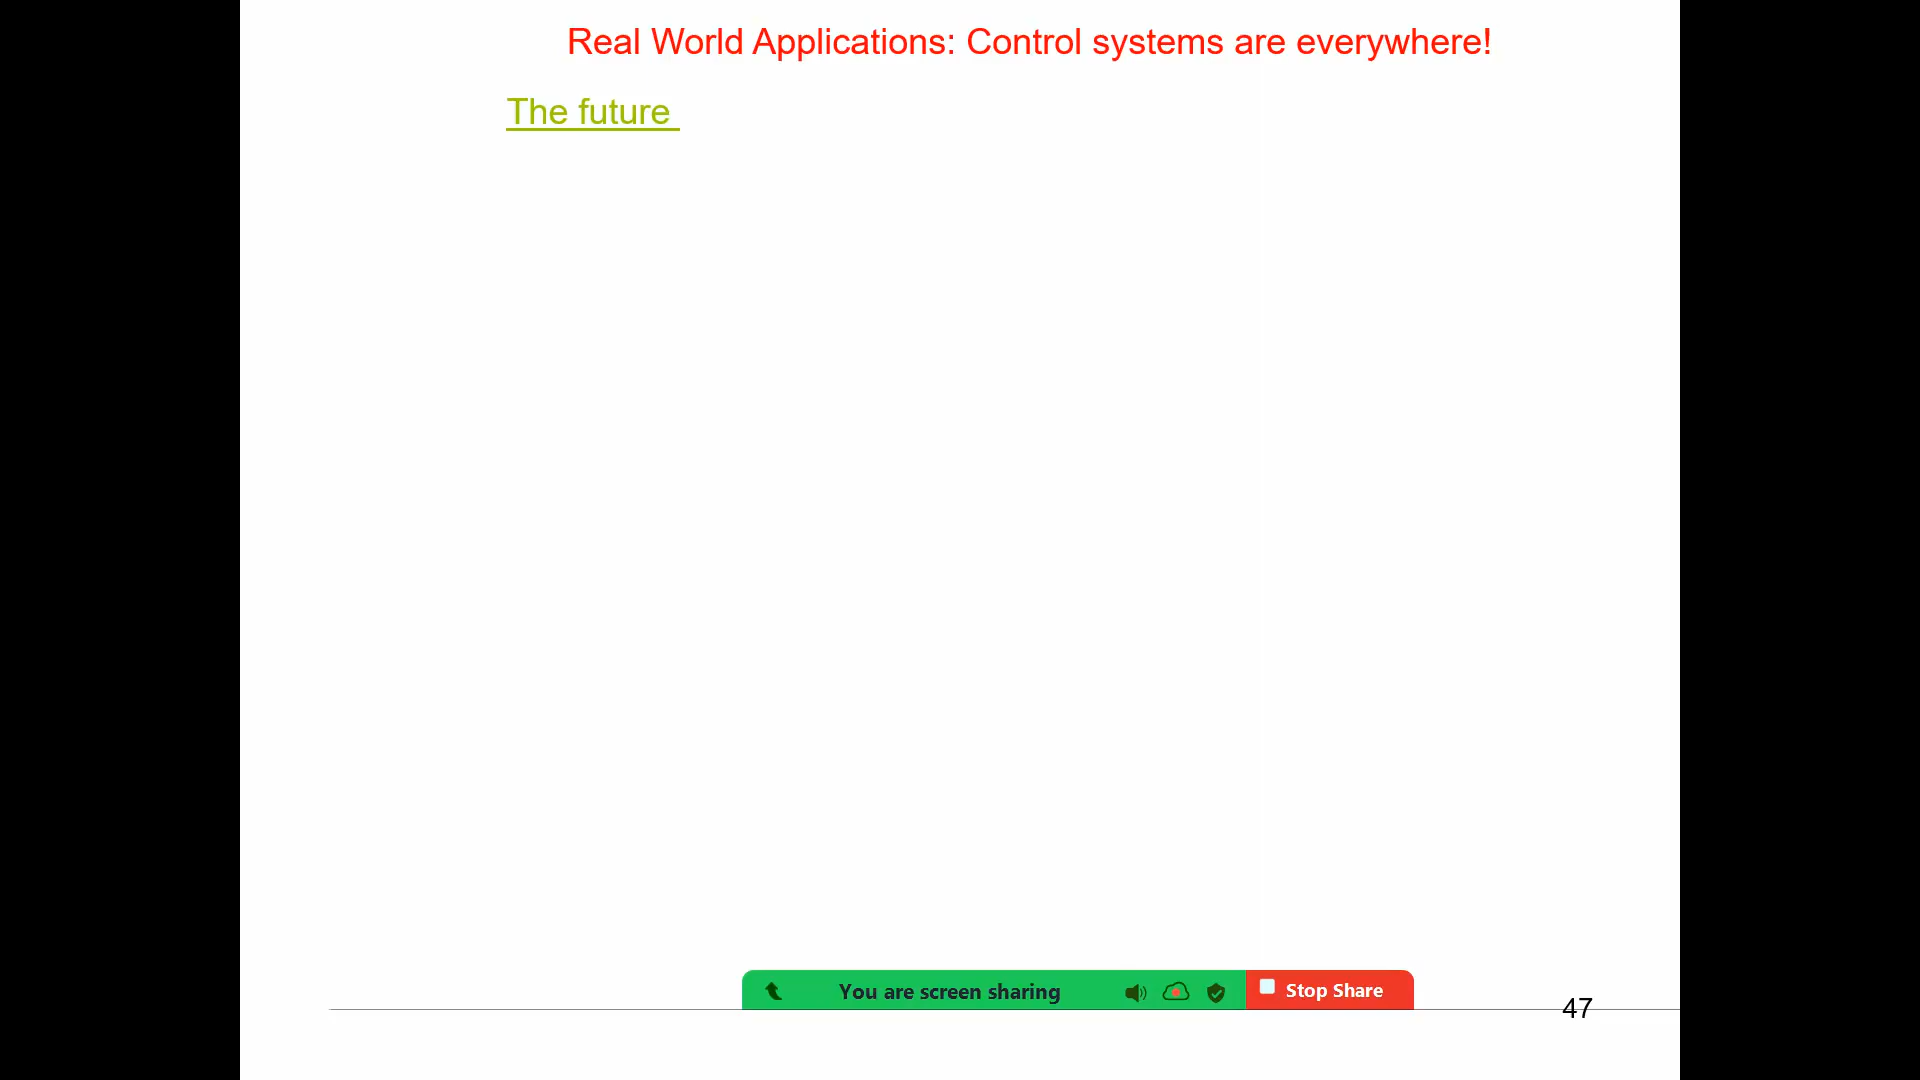 Real World Applications: Control systems are everywhere!
The future
You are screen sharing
Stop Share
47